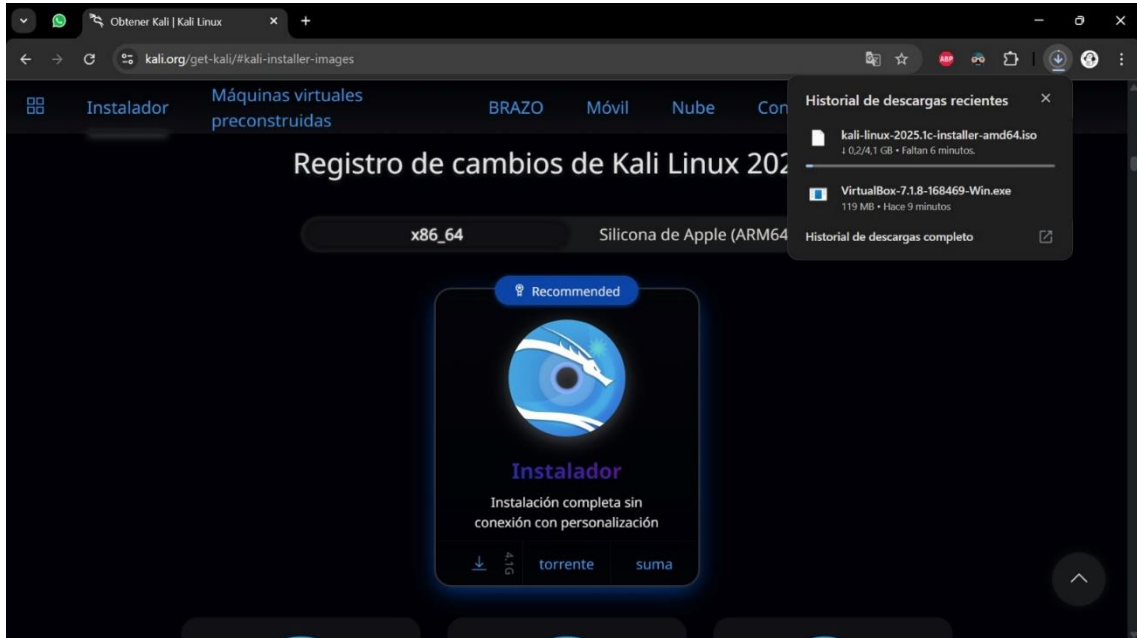 Obtener Kali | Kali Linux
kali.org/get-kali/#kali-installer-images
ABP
Instalador
Máquinas virtuales
preconstruidas
BRAZO
Móvil
Nube
Con
Historial de descargas recientes
kali-linux-2025.1c-installer-amd64.iso
↓ 0,2/4,1 GB • Faltan 6 minutos.
VirtualBox-7.1.8-168469-Win.exe
119 MB • Hace 9 minutos
Historial de descargas completo
Registro de cambios de Kali Linux 202
x86_64
Silicona de Apple (ARM64
Recommended
Instalador
Instalación completa sin
conexión con personalización
4.1G
torrente
suma